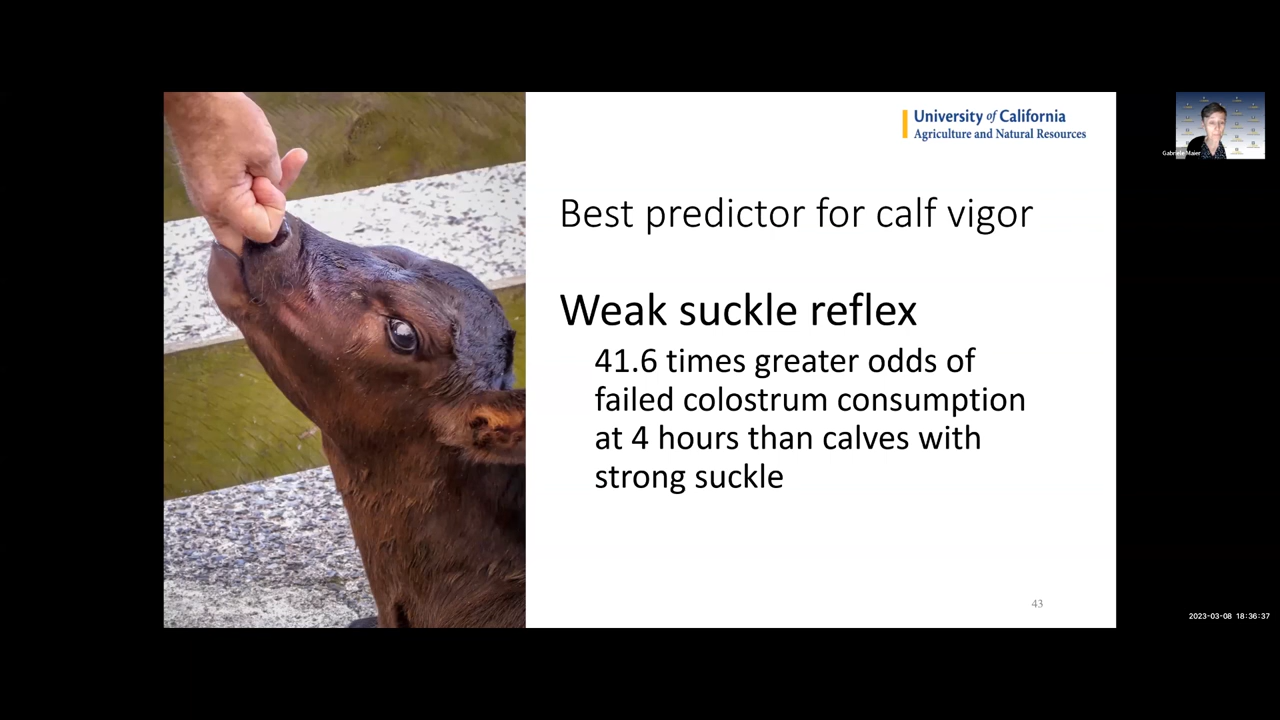 University of California
Agriculture and Natural Resources
Gabriele Maier
Best predictor for calf vigor
Weak suckle reflex
41.6 times greater odds of
failed colostrum consumption
at 4 hours than calves with
strong suckle
43
2023-03-08 18:36:37